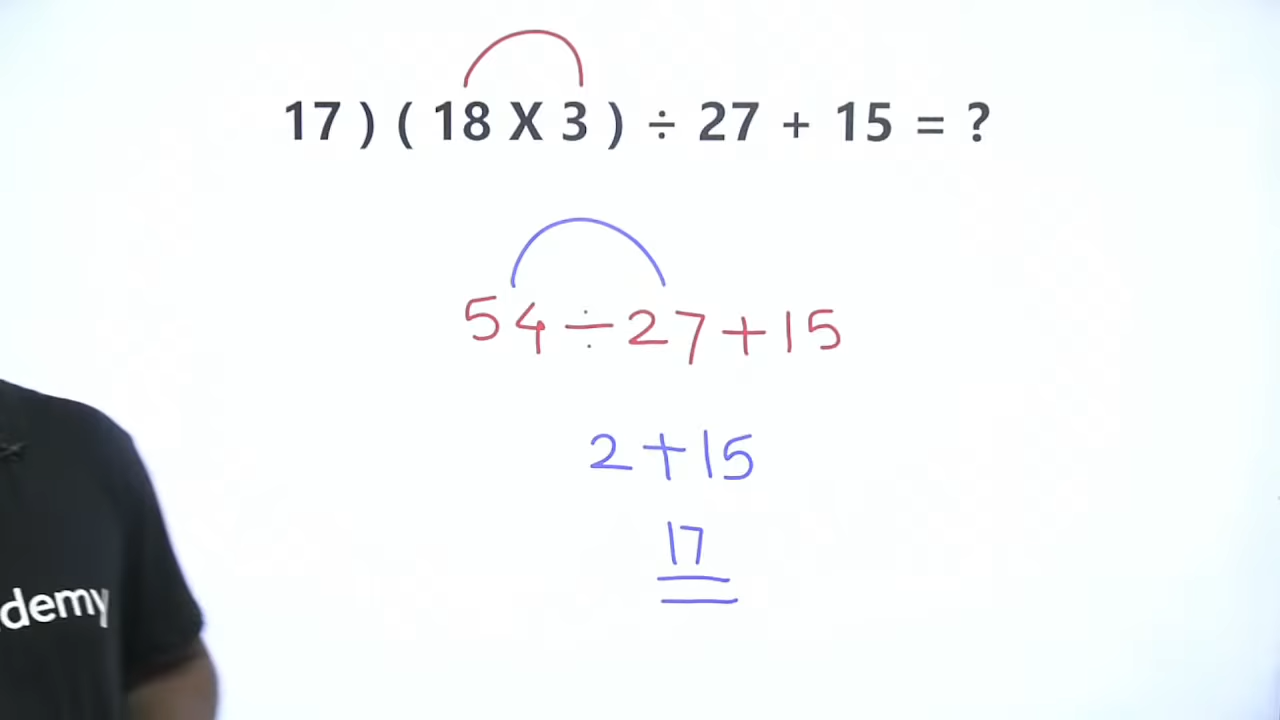 17 ) ( 18 X 3 ) ÷ 27 + 15 = ?
54÷27+15
2+15
17
demy